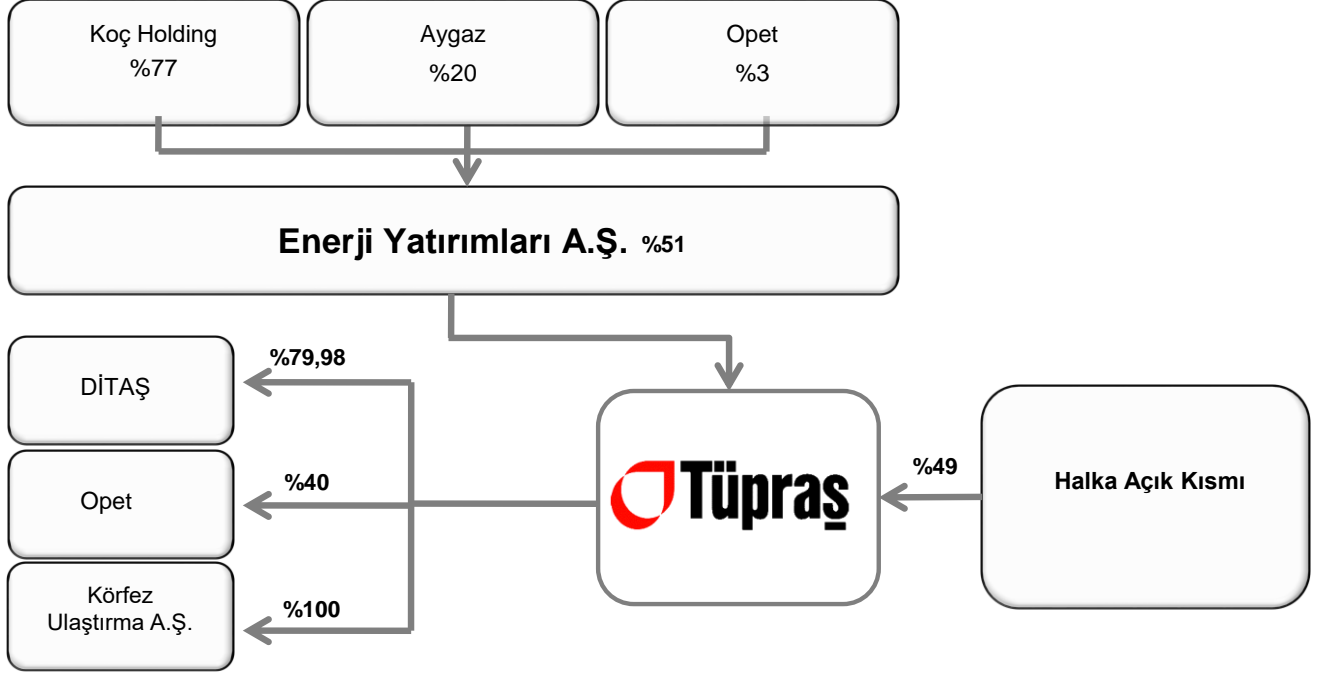 Koç Holding
%77
Aygaz
%20
Opet
%3
Enerji Yatırımları A.Ş. %51
DİTAŞ
%79,98
Opet
%40
Körfez
Ulaştırma A.Ş.
%100
Tüpraş
%49
Halka Açık Kısmı